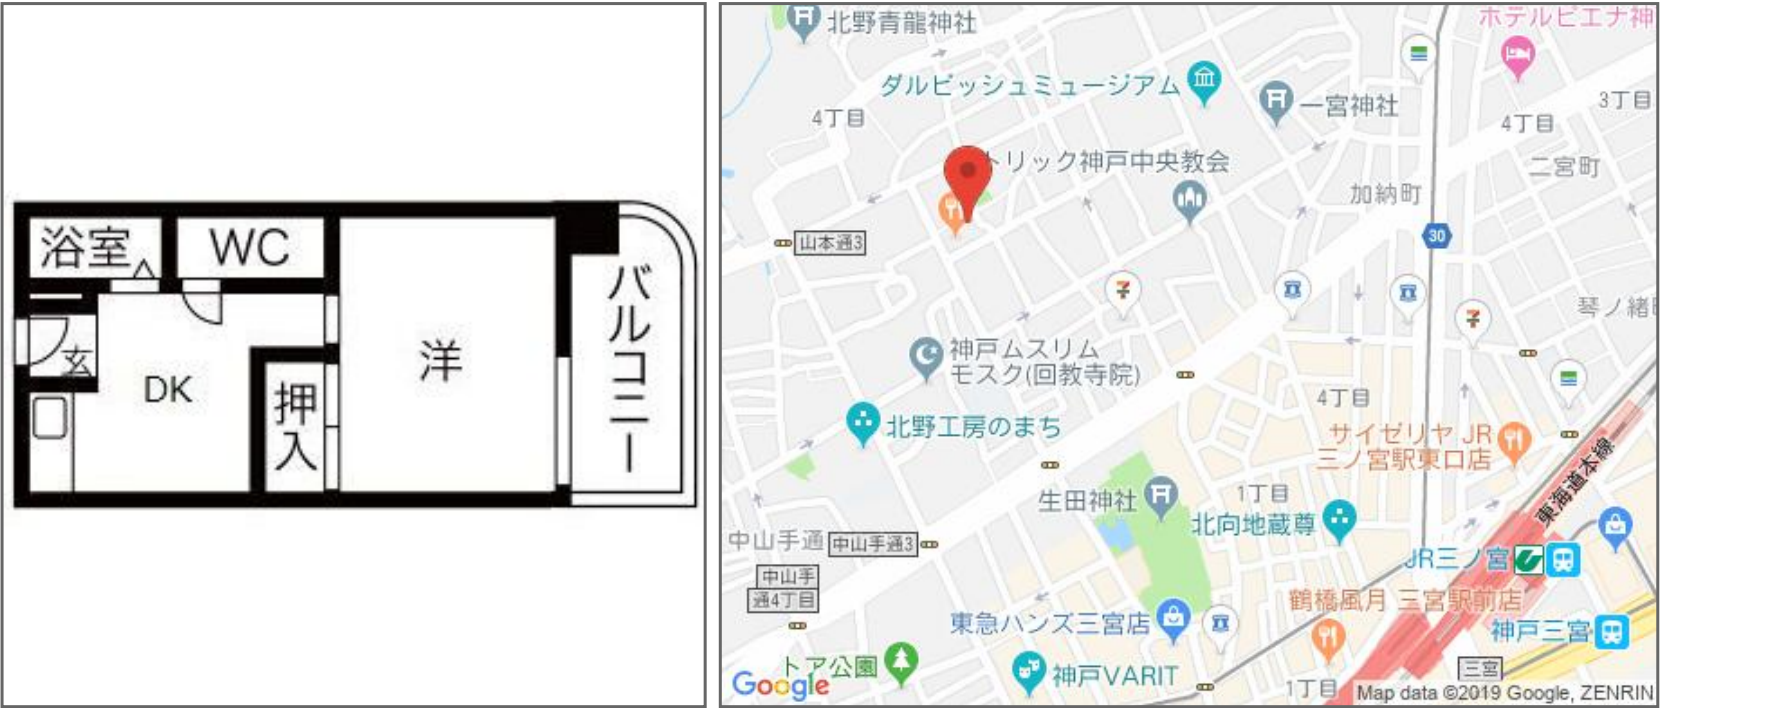 浴室
WC
玄
DK
押入
洋
バルコニー
北野青龍神社
ホテルピエナ神
ダルビッシュミュージアム
一宮神社
4丁目
3丁目
4丁目
二宮町
トリック神戸中央教会
加納町
30
山本通3
琴ノ緒
神戸ムスリム
モスク(回教寺院)
4丁目
北野工房のまち
サイゼリヤ JR
三ノ宮駅東口店
東海道本線
生田神社
1丁目
北向地蔵尊
中山手通
中山手通3
JR三ノ宮
中山手
通4丁目
鶴橋風月 三宮駅前店
東急ハンズ三宮店
神戸三宮
トア公園
神戸VARIT
三宮
1丁目
Google
Map data ©2019 Google, ZENRIN